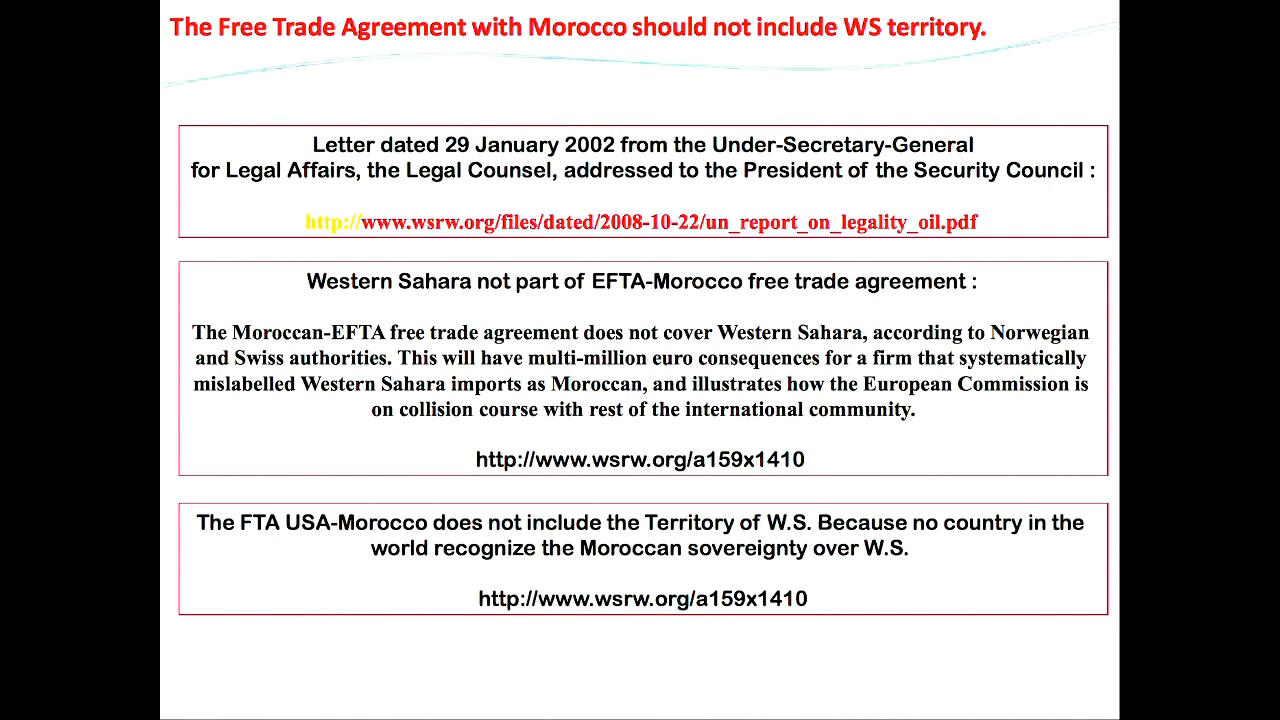 The Free Trade Agreement with Morocco should not include WS territory.
Letter dated 29 January 2002 from the Under-Secretary-General
for Legal Affairs, the Legal Counsel, addressed to the President of the Security Council :
http://www.wsrw.org/files/dated/2008-10-22/un_report_on_legality_oil.pdf
Western Sahara not part of EFTA-Morocco free trade agreement :
The Moroccan-EFTA free trade agreement does not cover Western Sahara, according to Norwegian
and Swiss authorities. This will have multi-million euro consequences for a firm that systematically
mislabelled Western Sahara imports as Moroccan, and illustrates how the European Commission is
on collision course with rest of the international community.
http://www.wsrw.org/a159x1410
The FTA USA-Morocco does not include the Territory of W.S. Because no country in the
world recognize the Moroccan sovereignty over W.S.
http://www.wsrw.org/a159x1410